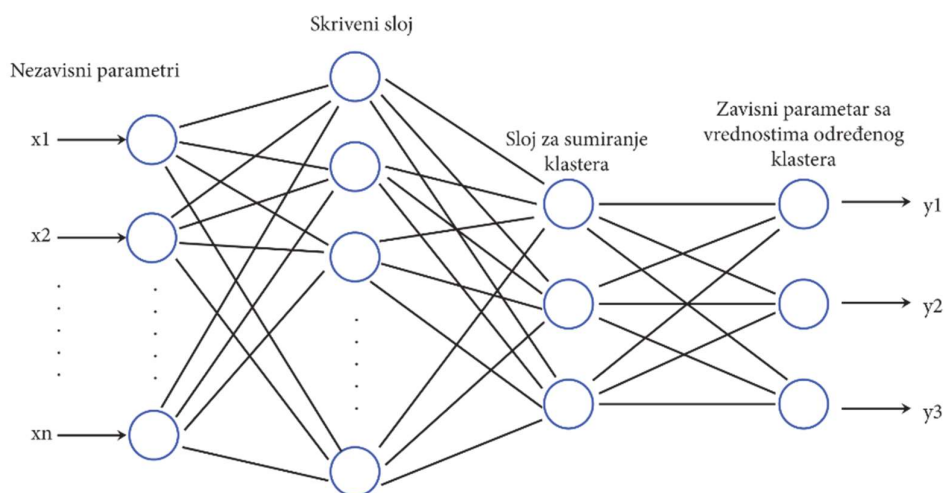 Skriveni sloj
Nezavisni parametri
Zavisni parametar sa
vrednostima određenog
klastera
Sloj za sumiranje
klastera
x1
x2
xn
y1
y2
y3